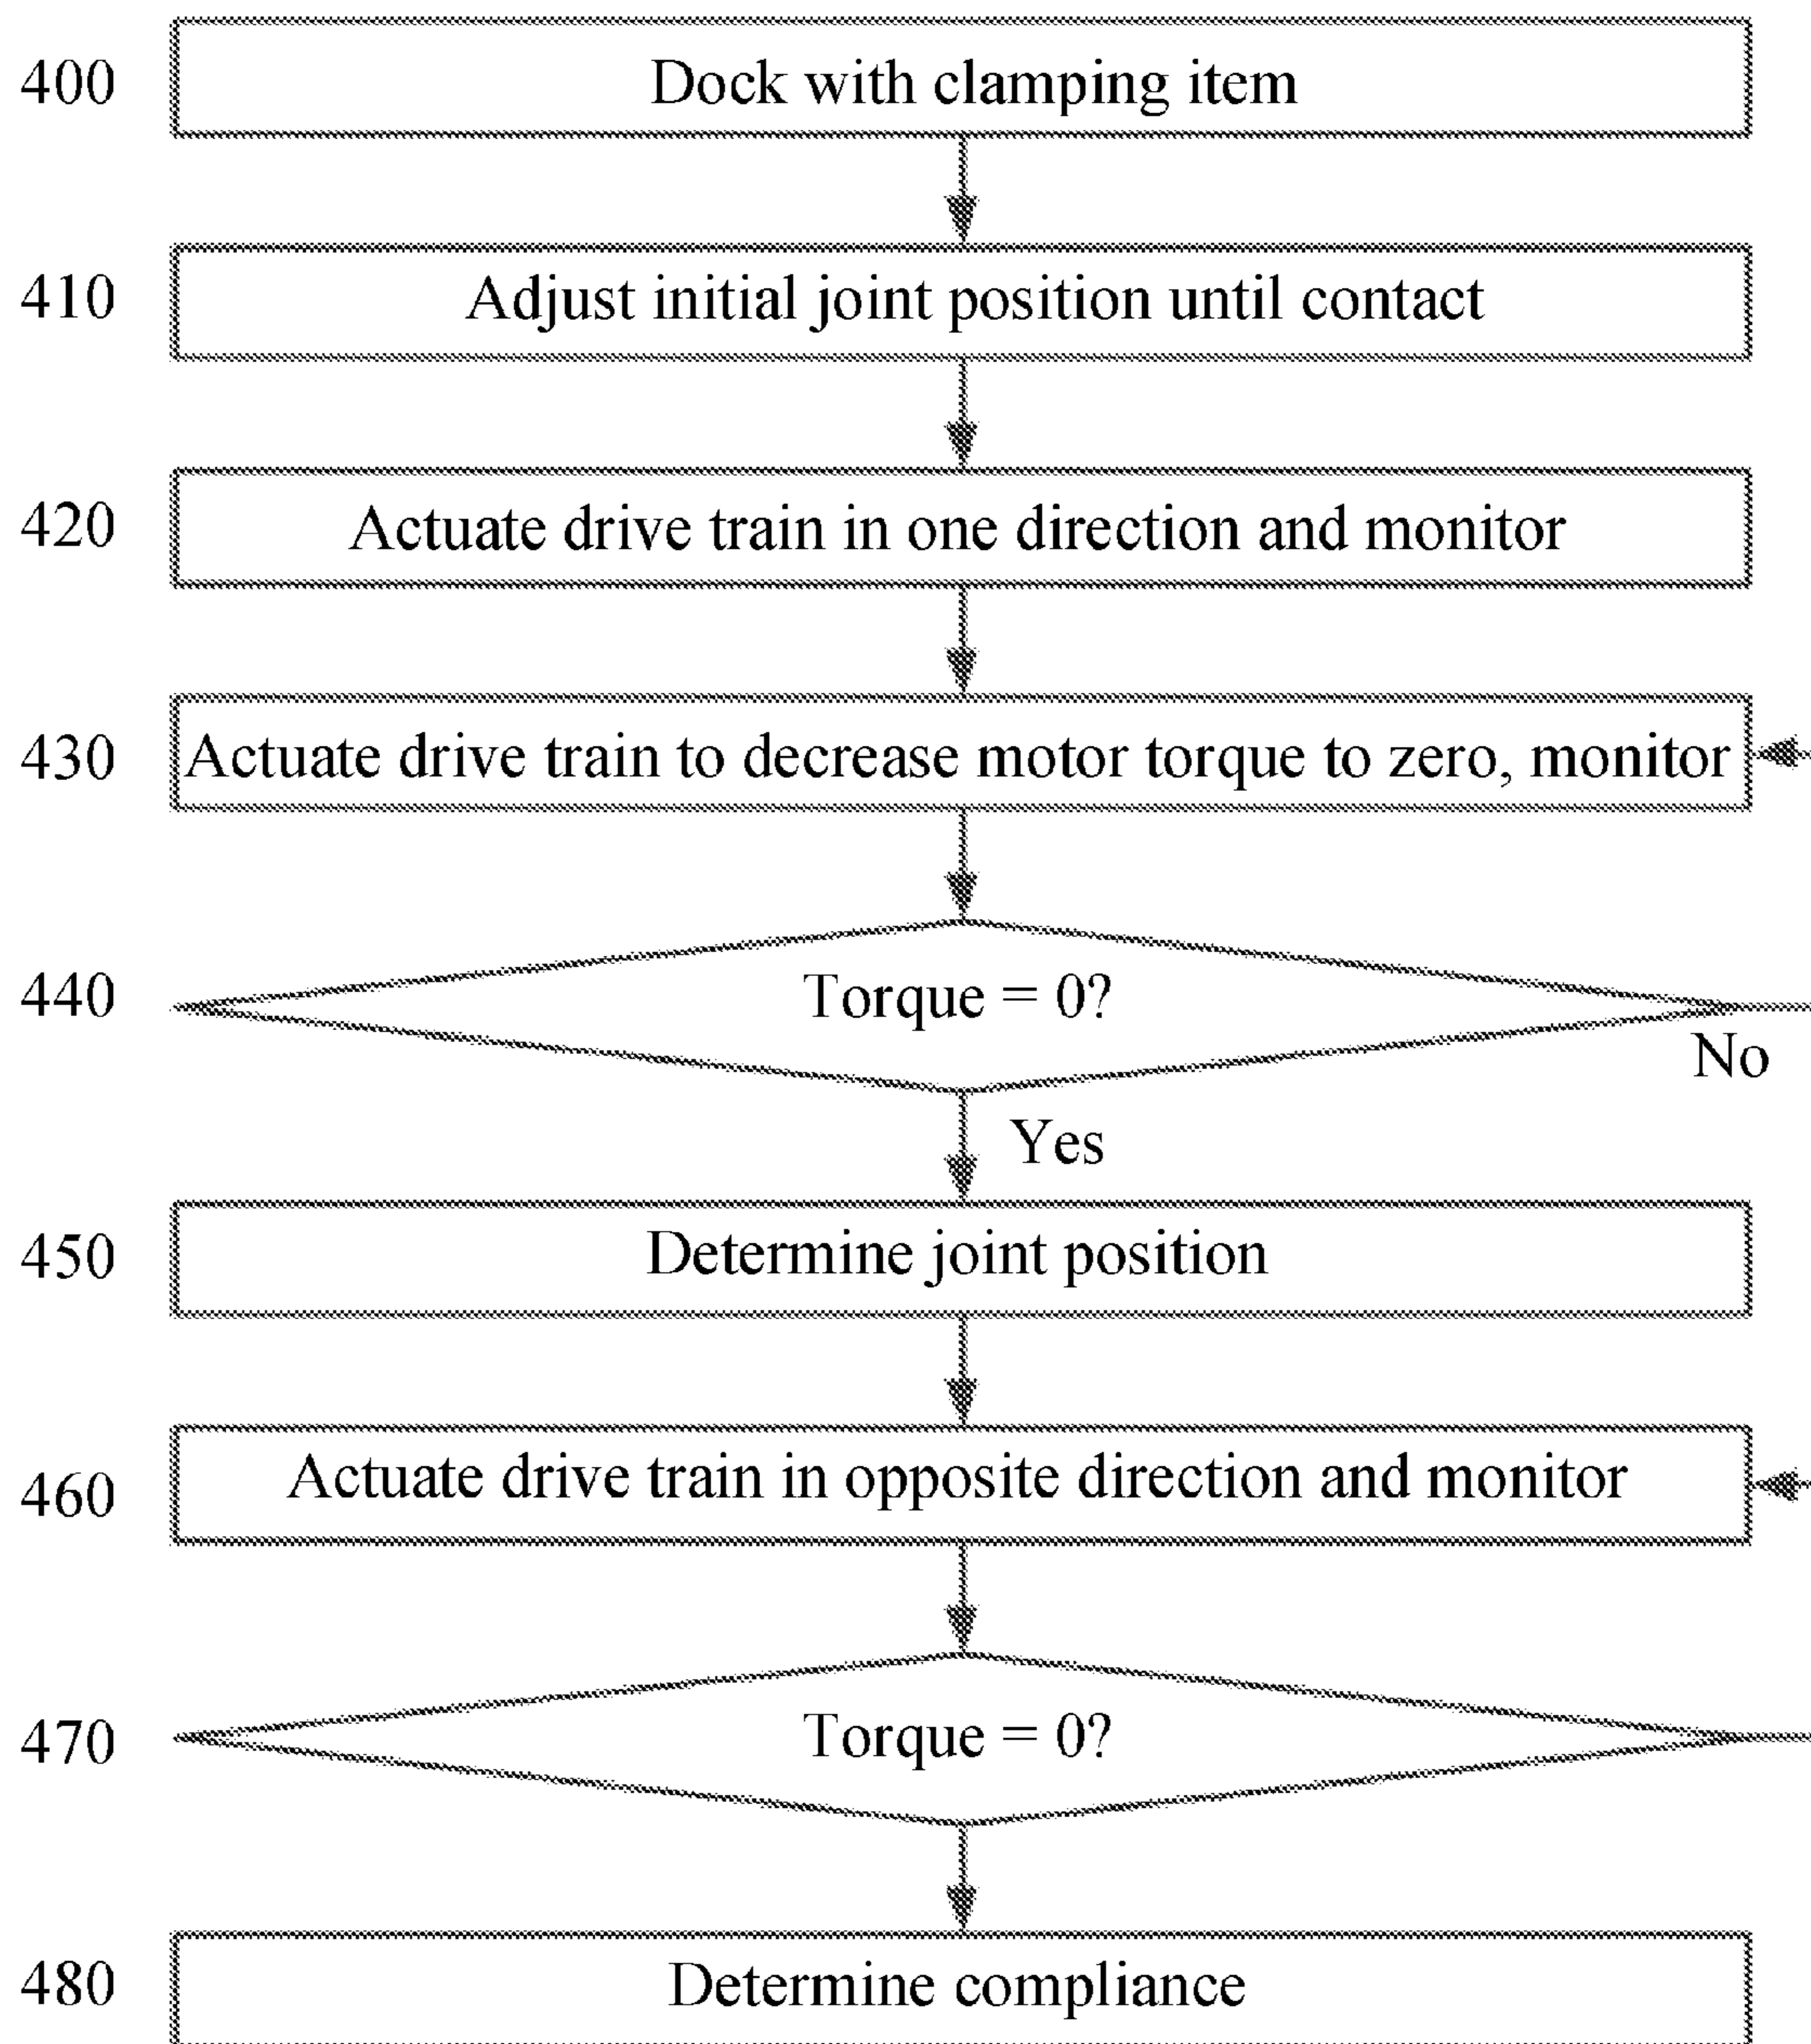 400
Dock with clamping item
410
Adjust initial joint position until contact
420
Actuate drive train in one direction and monitor
430
Actuate drive train to decrease motor torque to zero, monitor
440
Torque = 0?
No
Yes
450
Determine joint position
460
Actuate drive train in opposite direction and monitor
470
Torque = 0?
480
Determine compliance